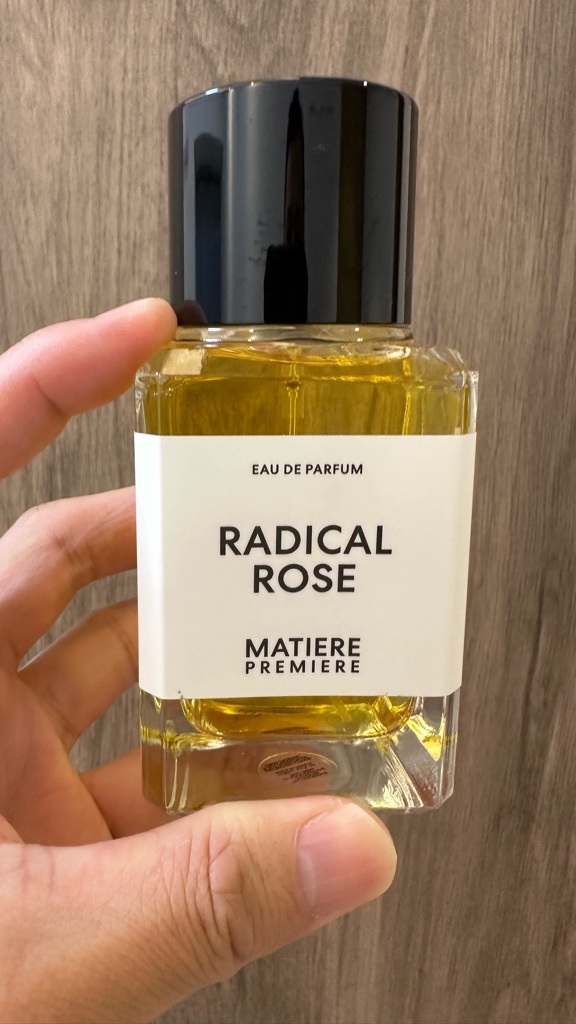 EAU DE PARFUM
RADICAL
ROSE
MATIERE
PREMIERE